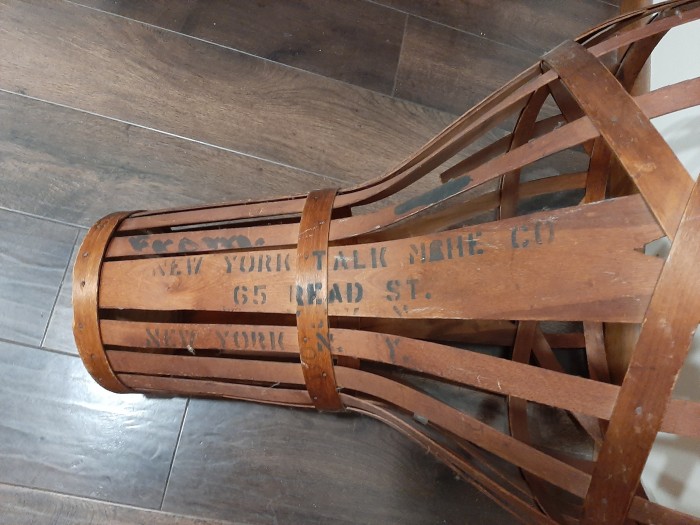 NEW YORK TALK MCHE CO
65 READ ST.
NEW YORK N. Y.